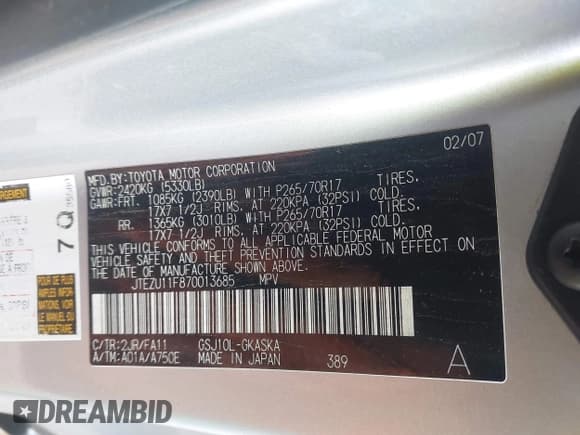 02/07
MFD.BY:TOYOTA MOTOR CORPORATION
GVWR:2420KG (5330LB)
GAWR:FRT. 1085KG (2390LB) WITH P265/70R17 TIRES,
17X7 1/2J RIMS, AT 220KPA (32PSI) COLD.
RR. 1365KG (3010LB) WITH P265/70R17 TIRES,
17X7 1/2J RIMS, AT 220KPA (32PSI) COLD.
THIS VEHICLE CONFORMS TO ALL APPLICABLE FEDERAL MOTOR
VEHICLE SAFETY STANDARDS IN EFFECT ON
THE DATE OF MANUFACTURE SHOWN ABOVE.
JTEZU11F870013685 MPV
C/TR:2JR/FA11 GSJ10L-GKASKA
A/TM:A01A/A750E MADE IN JAPAN 389 A
7 Q
DREAMBID